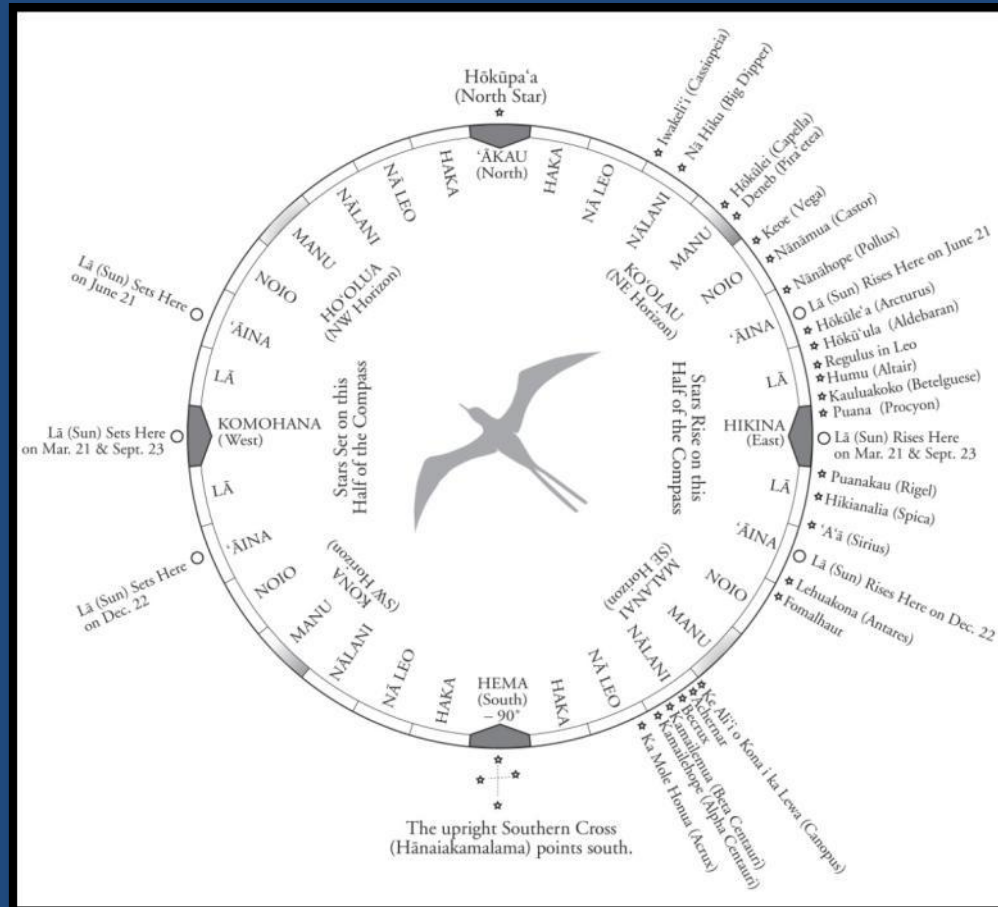 Hōkūpaʻa
(North Star)
ʻĀKAU
(North)
HAKA
NĀ LEO
NĀLANI
MANU
NOIO
ʻĀINA
LĀ
HIKINA
(East)
LĀ
ʻĀINA
NOIO
MANU
NĀLANI
NĀ LEO
HAKA
HEMA
(South)
– 90°
HAKA
NĀ LEO
NĀLANI
MANU
NOIO
ʻĀINA
LĀ
KOMOHANA
(West)
LĀ
ʻĀINA
NOIO
MANU
NĀLANI
NĀ LEO
HAKA
KOʻOLAU
(NE Horizon)
MALANAI
(SE Horizon)
KONA
(SW Horizon)
HOʻOLUA
(NW Horizon)
Stars Rise on this
Half of the Compass
Stars Set on this
Half of the Compass
Iwakeliʻi (Cassiopeia)
Nā Hiku (Big Dipper)
Hōkūlei (Capella)
Deneb (Piraʻetea)
Keoe (Vega)
Nānāmua (Castor)
Nānāhope (Pollux)
Lā (Sun) Rises Here on June 21
Hōkūleʻa (Arcturus)
Hōkūʻula (Aldebaran)
Regulus in Leo
Humu (Altair)
Kauluakoko (Betelguese)
Puana (Procyon)
Lā (Sun) Rises Here
on Mar. 21 & Sept. 23
Puanakau (Rigel)
Hikianalia (Spica)
ʻAʻā (Sirius)
Lā (Sun) Rises Here on Dec. 22
Lehuakona (Antares)
Fomalhaur
Ke Aliʻi o Kona i ka Lewa (Canopus)
Achernar
Becrux
Kamailemua (Beta Centauri)
Kamailehope (Alpha Centauri)
Ka Mole Honua (Acrux)
The upright Southern Cross
(Hānaiakamalama) points south.
Lā (Sun) Sets Here
on Dec. 22
Lā (Sun) Sets Here
on Mar. 21 & Sept. 23
Lā (Sun) Sets Here
on June 21